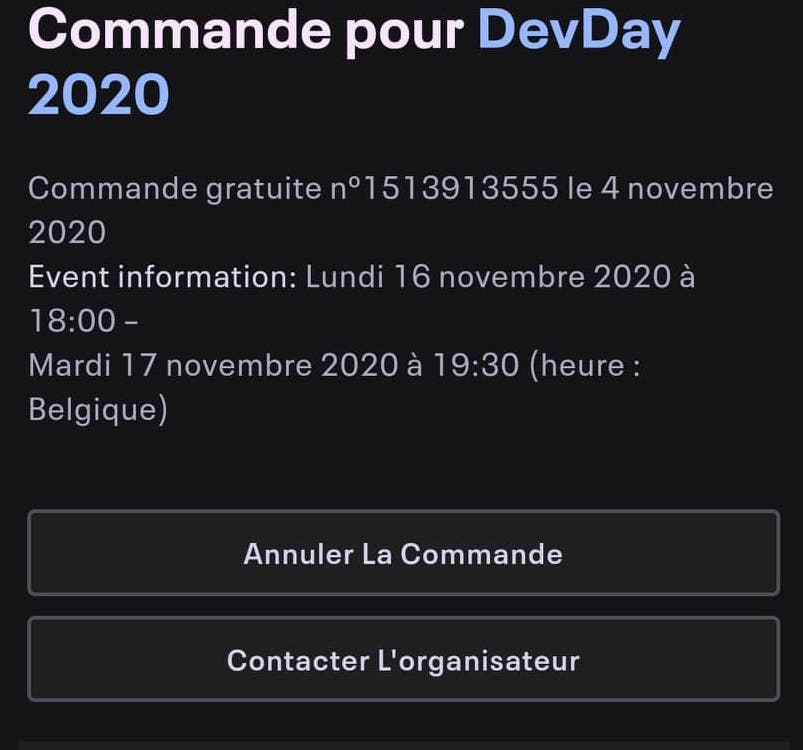 Commande pour DevDay
2020
Commande gratuite nº1513913555 le 4 novembre
2020
Event information: Lundi 16 novembre 2020 à
18:00 –
Mardi 17 novembre 2020 à 19:30 (heure :
Belgique)
Annuler La Commande
Contacter L'organisateur